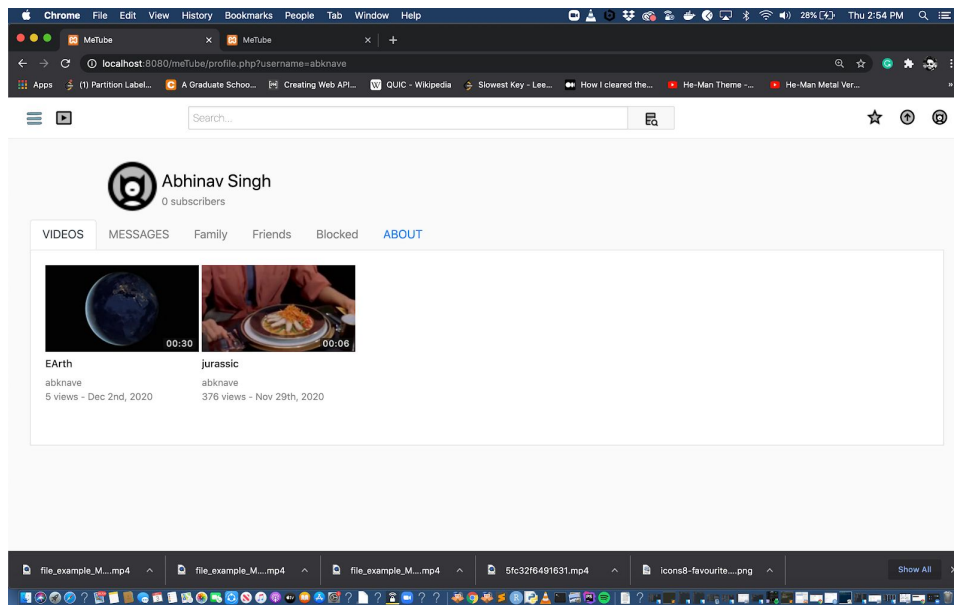 Chrome File Edit View History Bookmarks People Tab Window Help 28% Thu 2:54 PM
MeTube MeTube
localhost:8080/meTube/profile.php?username=abknave
Apps (1) Partition Label... A Graduate Schoo... Creating Web API... QUIC - Wikipedia Slowest Key - Lee... How I cleared the... He-Man Theme -... He-Man Metal Ver... »
Search...
Abhinav Singh
0 subscribers
VIDEOS MESSAGES Family Friends Blocked ABOUT
00:30 00:06
EArth jurassic
abknave abknave
5 views - Dec 2nd, 2020 376 views - Nov 29th, 2020
file_example_M....mp4 file_example_M....mp4 file_example_M....mp4 5fc32f6491631.mp4 icons8-favourite....png Show All